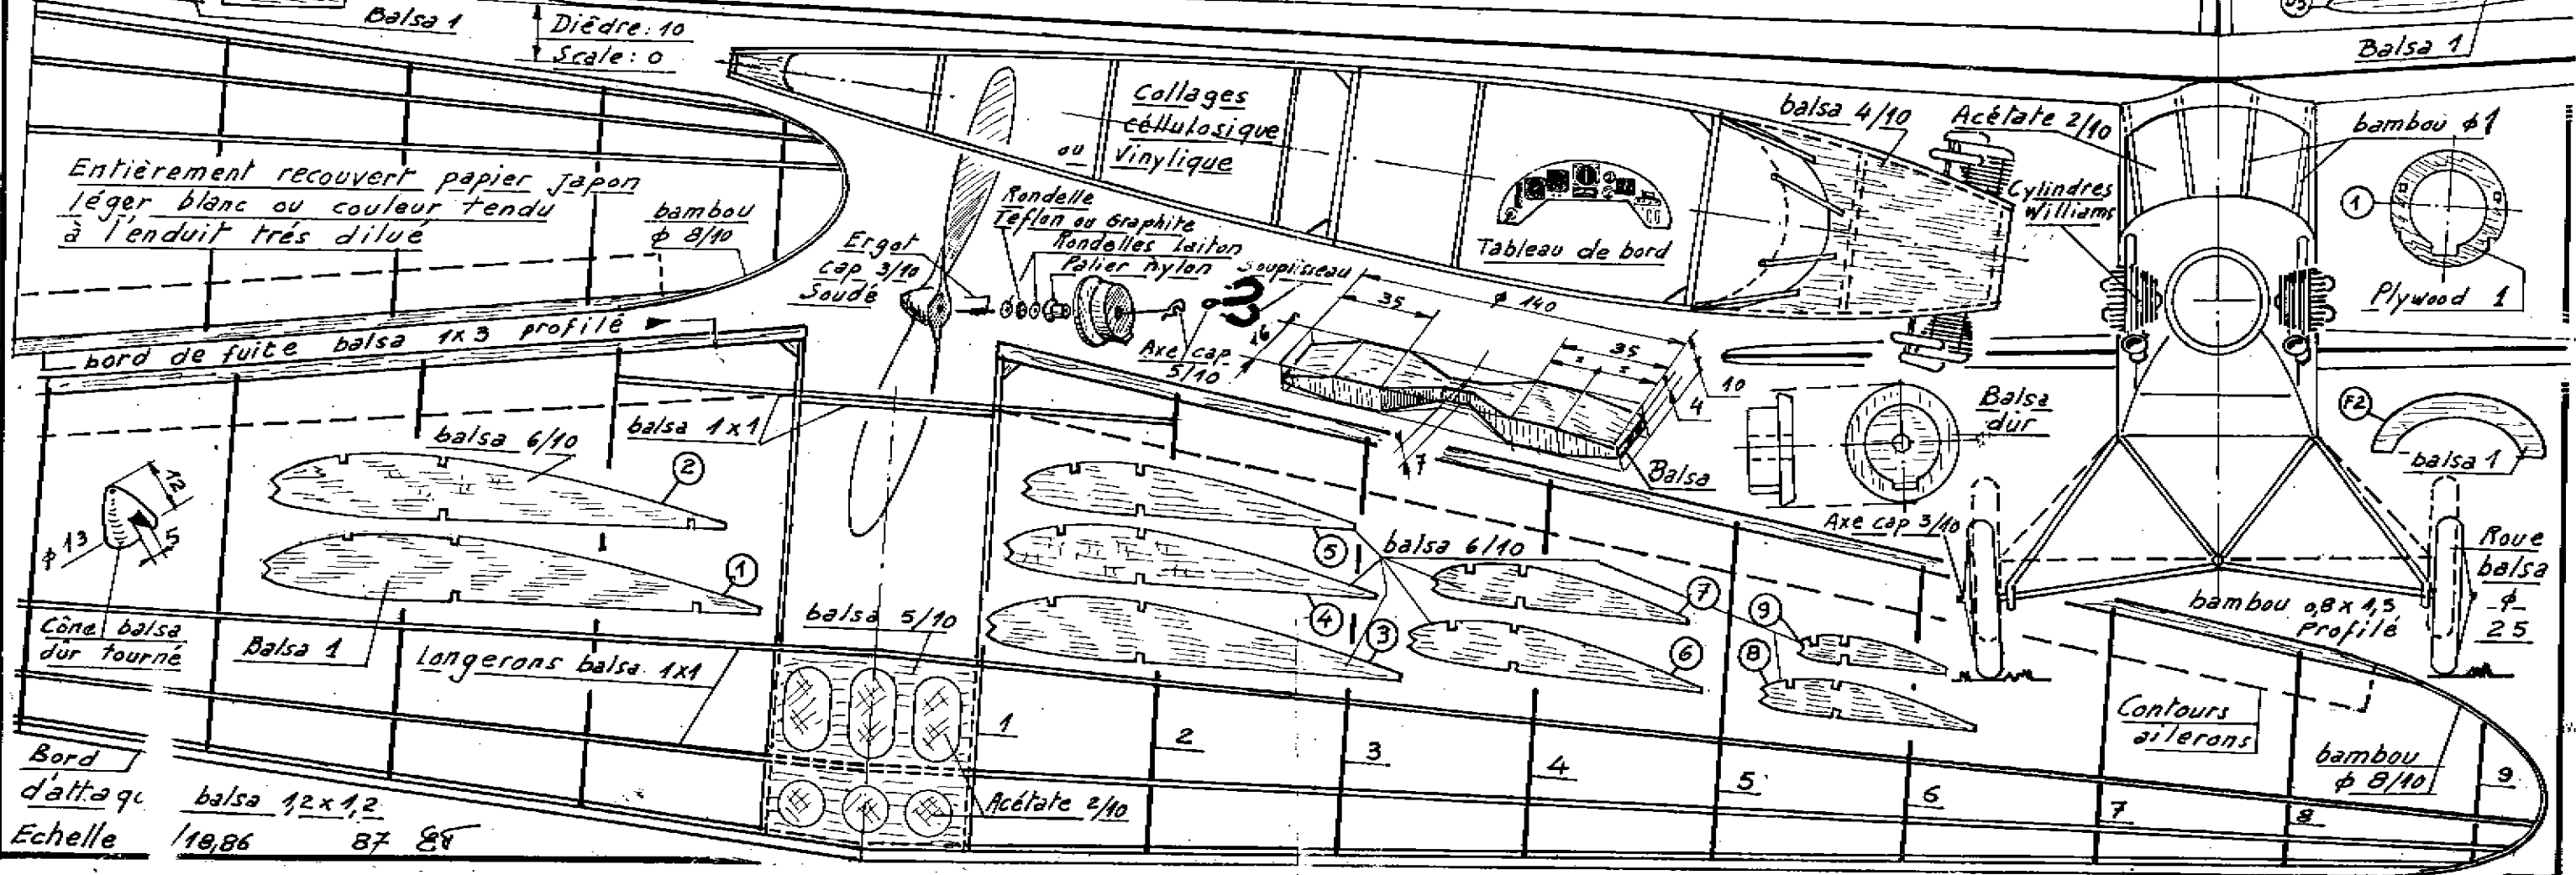 Balsa 1
Dièdre: 10
Scale: 0
Balsa 1
Collages
céllulosique
ou vinylique
balsa 4/10
Acétate 2/10
bambou ϕ1
Entièrement recouvert papier Japon
léger blanc ou couleur tendu
à l'enduit trés dilué
bambou
ϕ 8/10
Ergot
cap 3/10
Soudé
Rondelle
Teflon ou Graphite
Rondelles laiton
Palier nylon
Souplisseau
Axe cap
5/10
Tableau de bord
Cylindres
Williams
1
Plywood 1
35
ϕ 140
16
35
= =
10
4
7
Balsa
bord de fuite balsa 1x3 profilé
balsa 6/10
balsa 1x1
2
1
12
5
ϕ 13
Cône balsa
dur tourné
Balsa 1
Longerons balsa 1x1
balsa 5/10
Acétate 2/10
5
balsa 6/10
4
3
7
6
9
8
Balsa
dur
Axe cap 3/10
F2
balsa 1
Roue
balsa
ϕ
25
bambou 0,8 x 1,5
Profilé
Contours
ailerons
bambou
ϕ 8/10
1
2
3
4
5
6
7
8
9
Bord
d'attaqu
balsa 1,2 x 1,2
Echelle /18,86 87